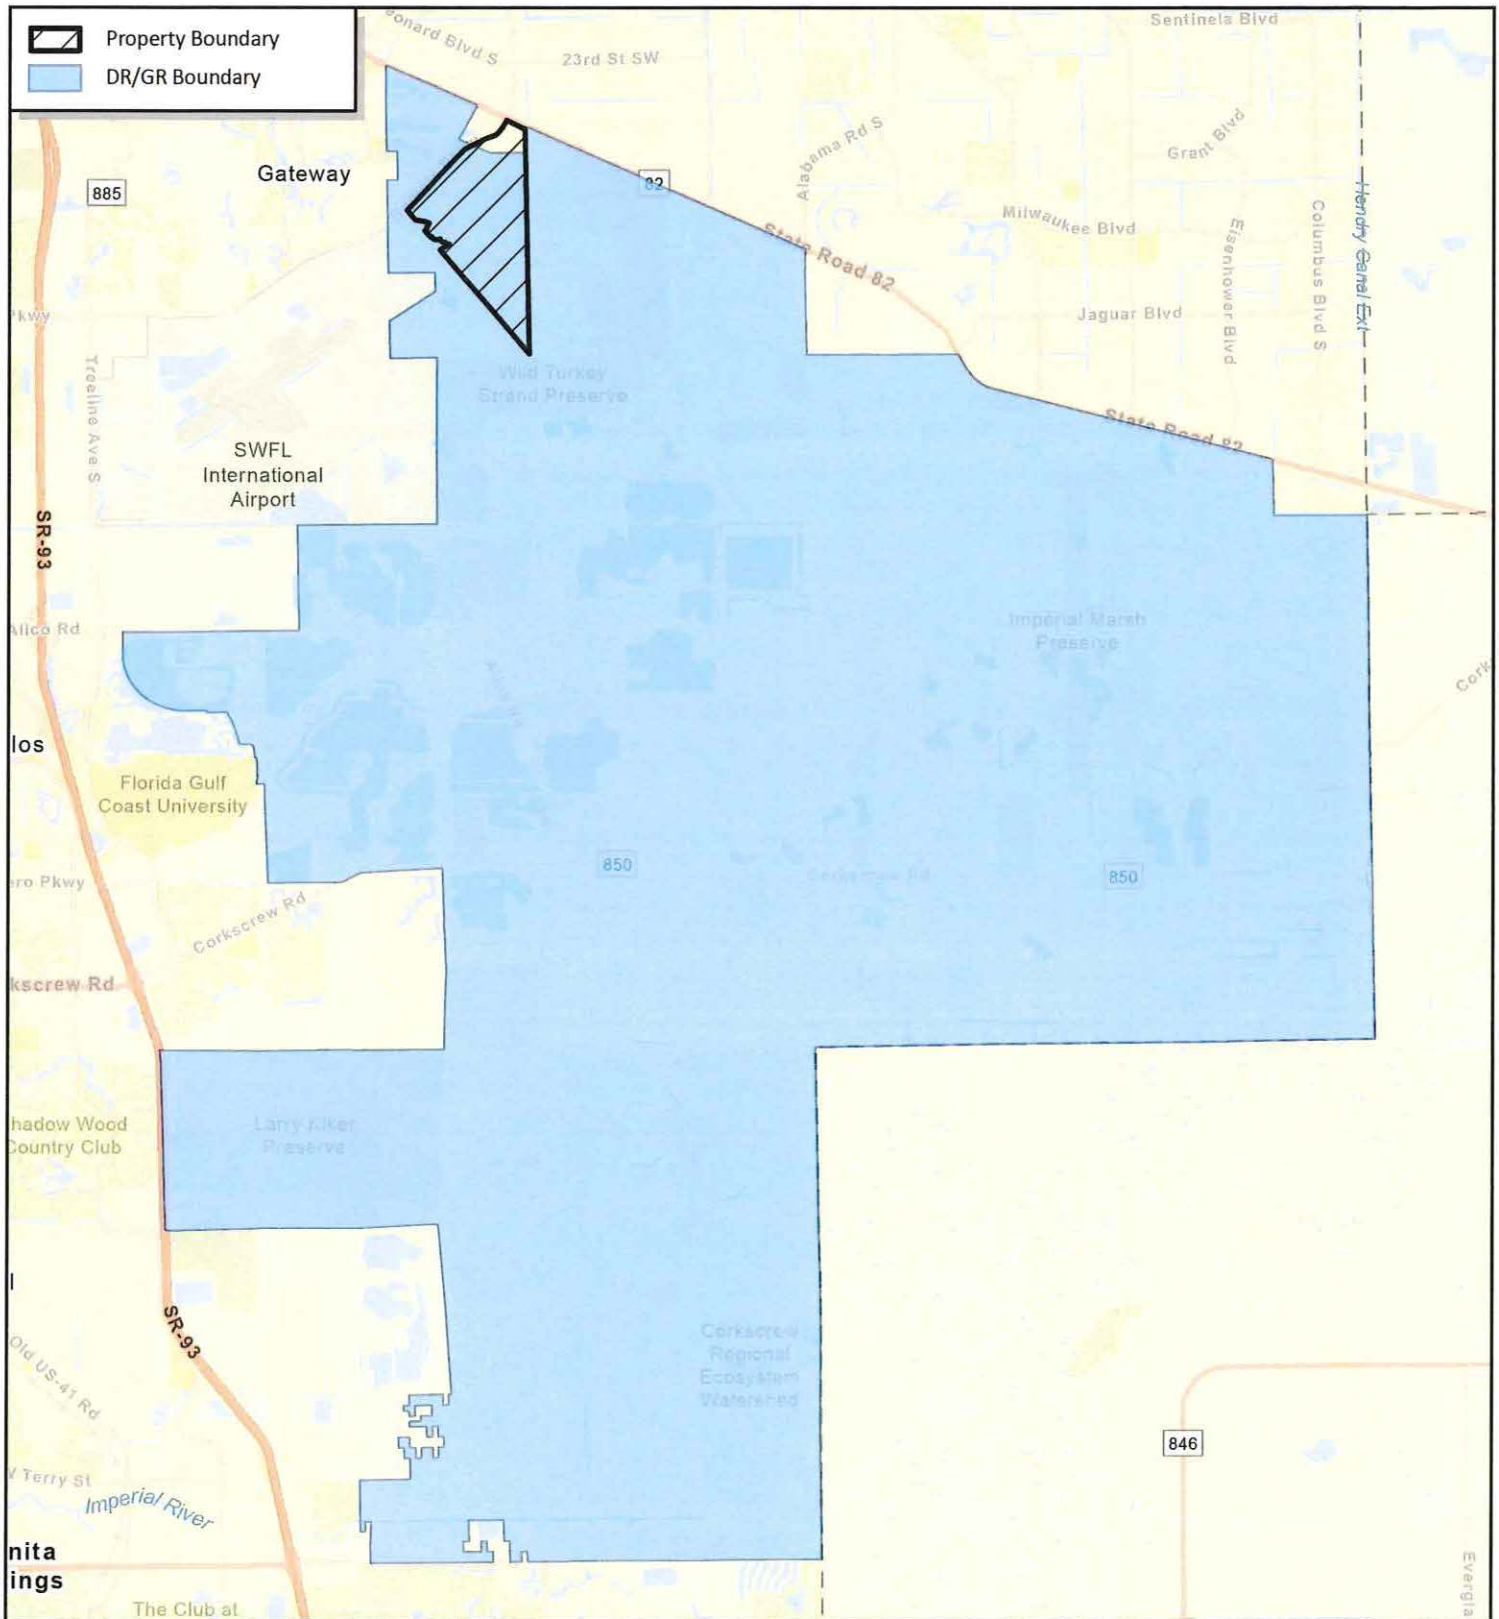 Property Boundary
DR/GR Boundary
Sentinela Blvd
23rd St SW
Grant Blvd
Alabama Rd S
Gateway
885
82
Milwaukee Blvd
Eisenhower Blvd
Columbus Blvd S
Hendry Canal Ext
State Road 82
Jaguar Blvd
Pkwy
Treeline Ave S
Wild Turkey
Strand Preserve
State Road 82
SWFL
International
Airport
SR-93
Alico Rd
Imperial Marsh
Preserve
Cork
los
Florida Gulf
Coast University
850
Corkscrew Rd
850
ero Pkwy
Corkscrew Rd
kscrew Rd
hadow Wood
Country Club
Larry Kiker
Preserve
l
SR-93
Corkscrew
Regional
Ecosystem
Watershed
Old US-41 Rd
846
Terry St
Imperial River
nita
ings
Evergla
The Club at